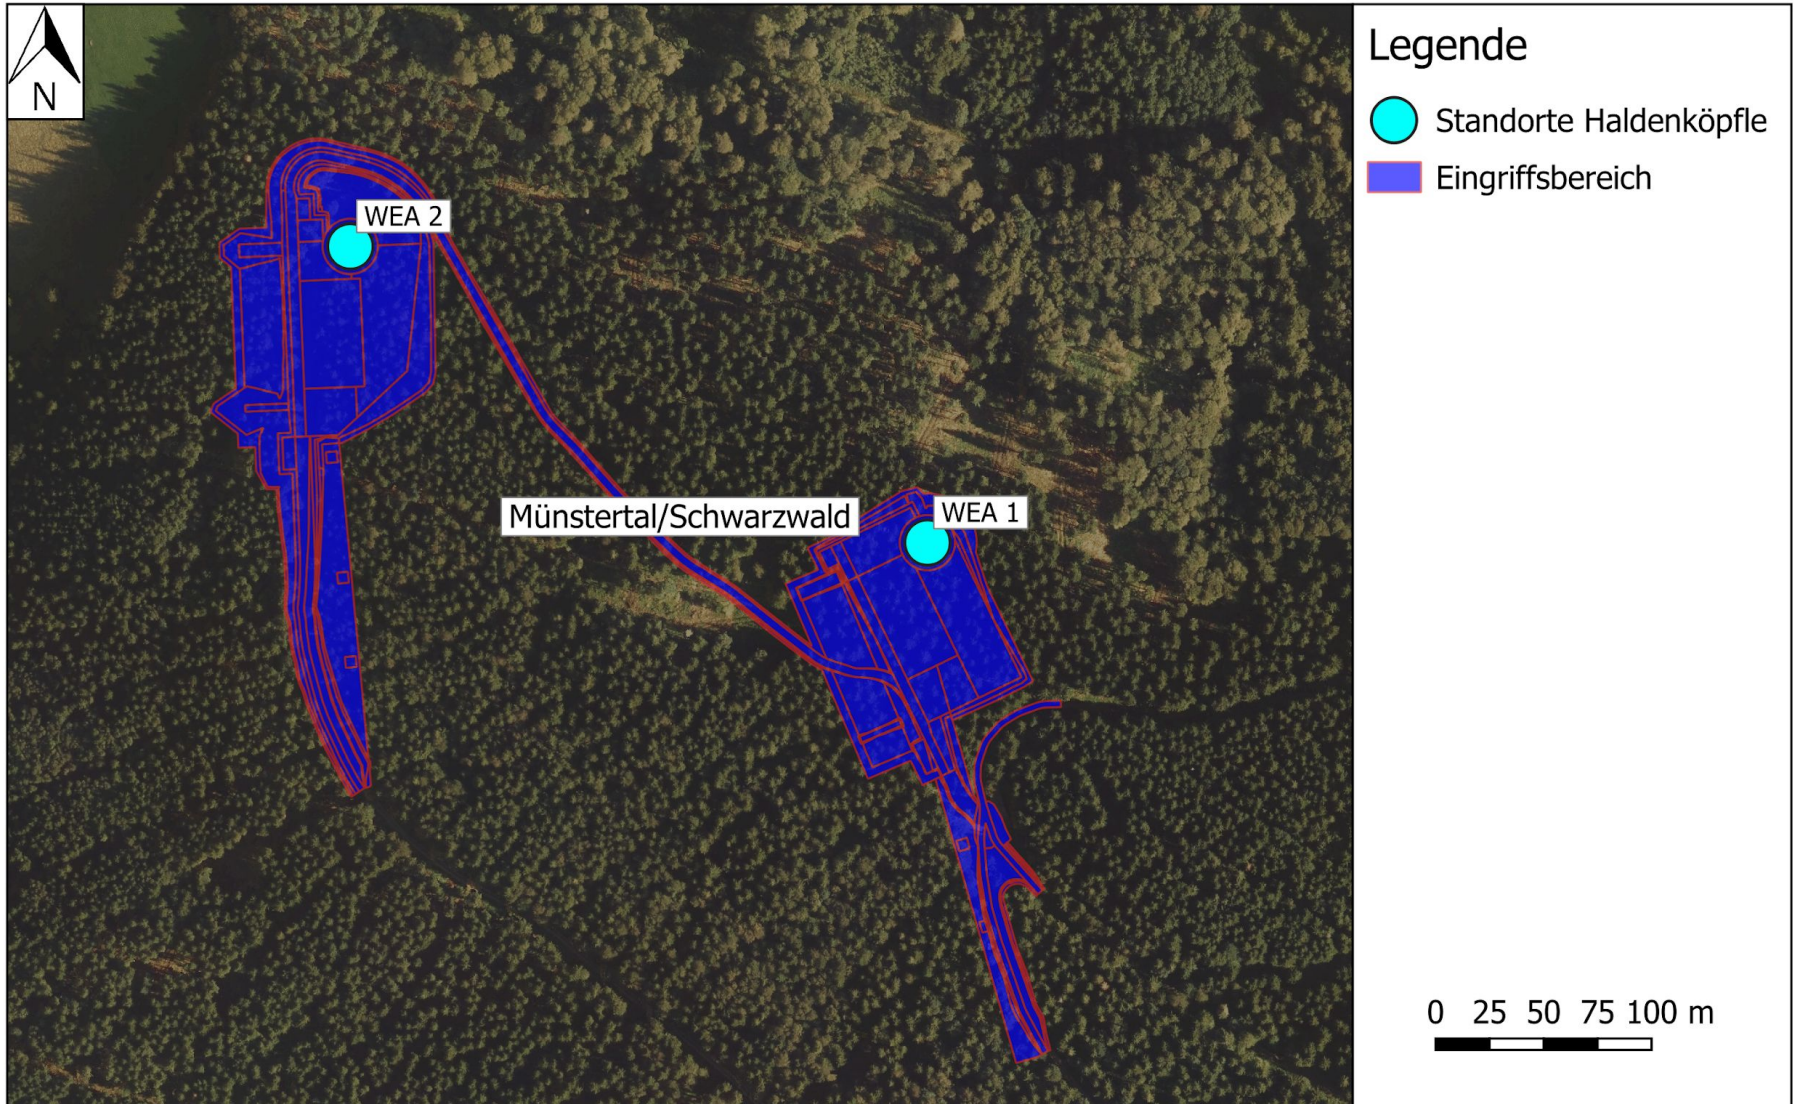 N
WEA 2
Münstertal/Schwarzwald
WEA 1
Legende
Standorte Haldenköpfle
Eingriffsbereich
0 25 50 75 100 m